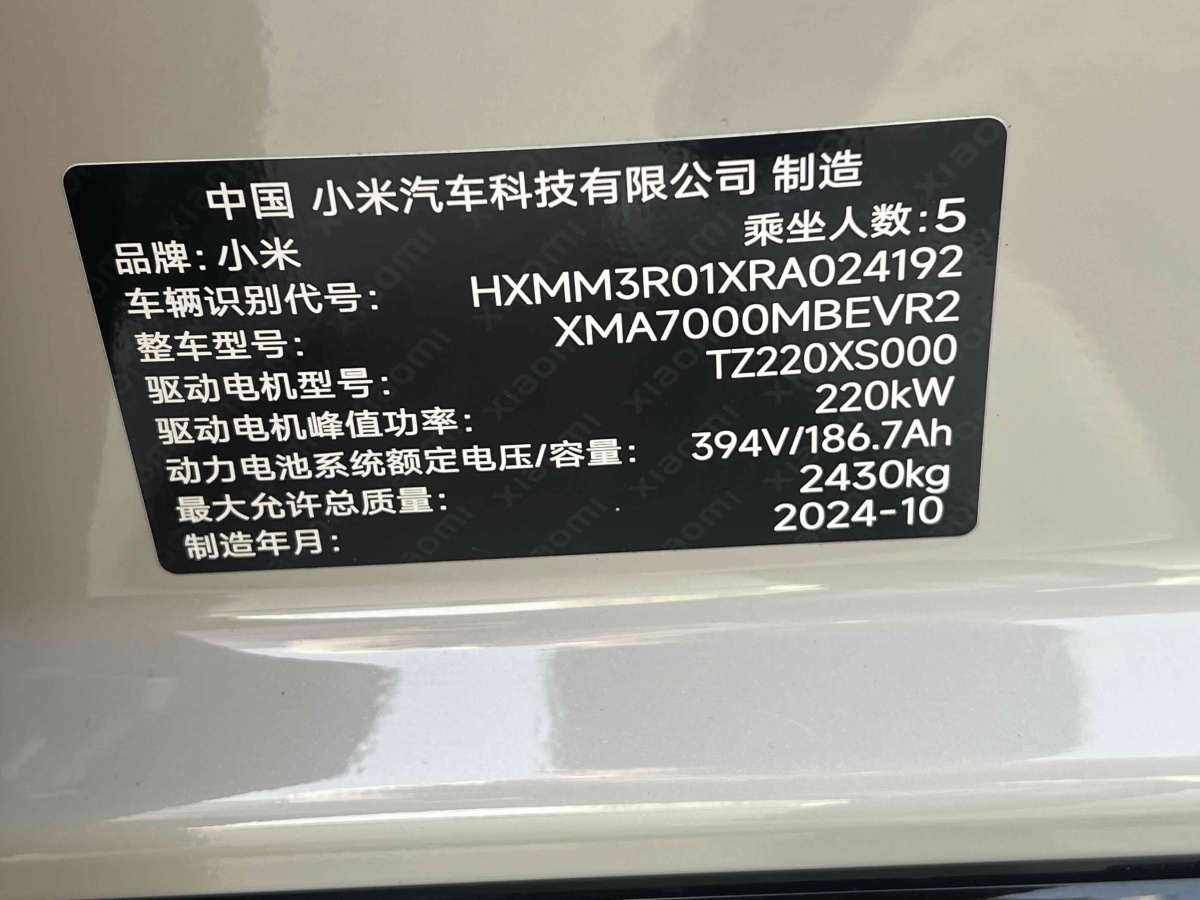 中国 小米汽车科技有限公司 制造
品牌：小米 乘坐人数：5
车辆识别代号： HXMM3R01XRA024192
整车型号： XMA7000MBEVR2
驱动电机型号： TZ220XS000
驱动电机峰值功率： 220kW
动力电池系统额定电压/容量： 394V/186.7Ah
最大允许总质量： 2430kg
制造年月： 2024-10